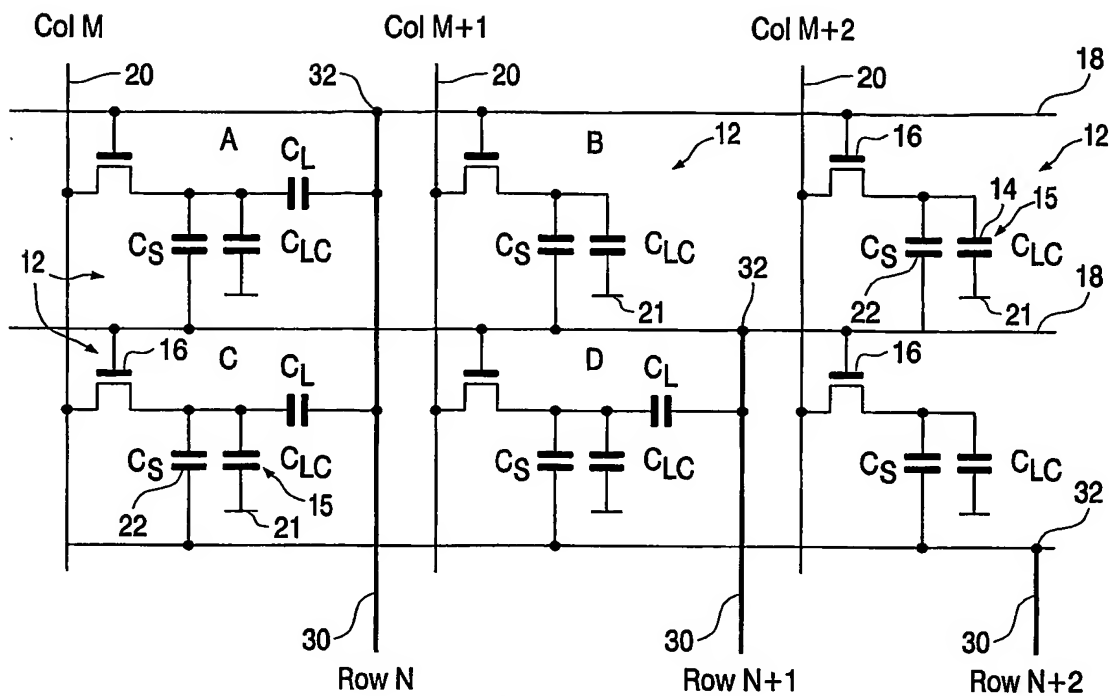 Col M Col M+1 Col M+2
20 32 20 20 18
A B 16 12
C_L 12 14 15
C_S C_LC C_S C_LC C_S C_LC
12 21 32 22 21 18
16 C D 16
C_L C_L
C_S C_LC C_S C_LC C_S C_LC
22 21 15 32
30 30 30
Row N Row N+1 Row N+2